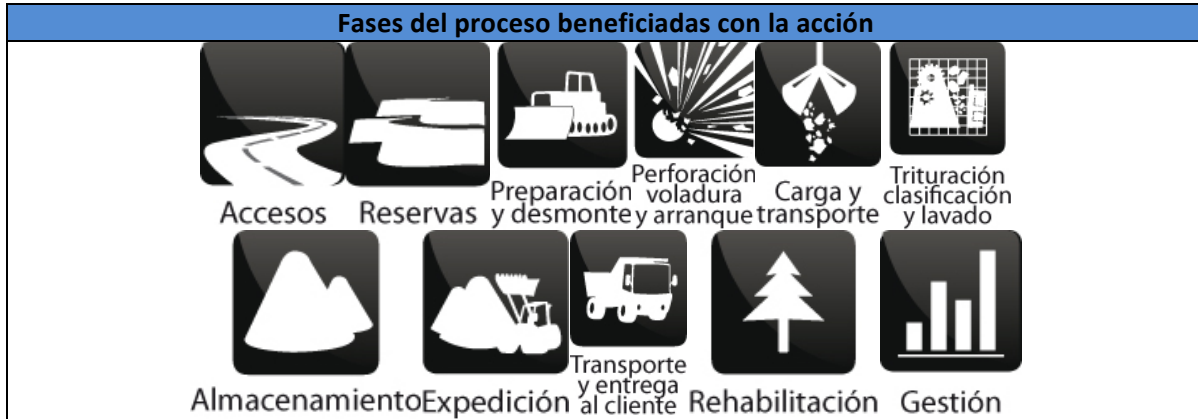 Fases del proceso beneficiadas con la acción
Accesos
Reservas
Preparación
y desmonte
Perforación
voladura
y arranque
Carga y
transporte
Trituración
clasificación
y lavado
Almacenamiento
Expedición
Transporte
y entrega
al cliente
Rehabilitación
Gestión